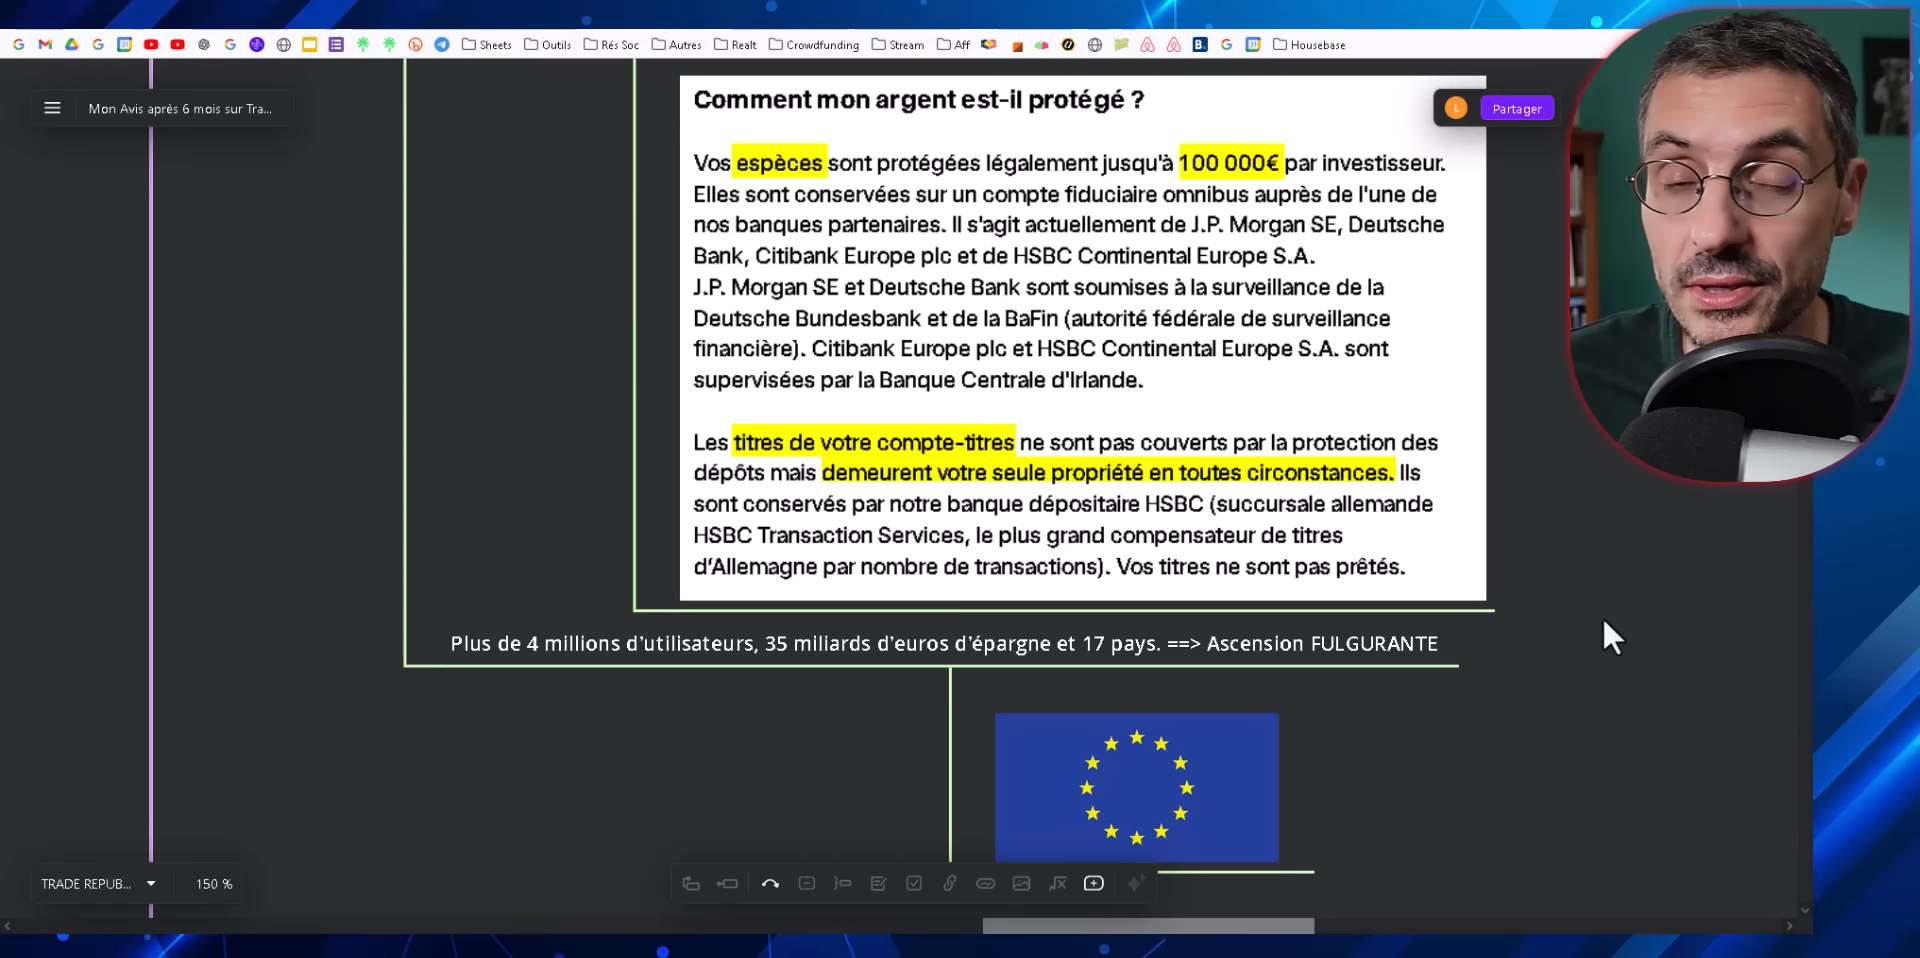 Sheets Outils Rés Soc Autres Realt Crowdfunding Stream Aff B. Housebase
Mon Avis après 6 mois sur Tra...
L Partager
Comment mon argent est-il protégé ?
Vos espèces sont protégées légalement jusqu'à 100 000€ par investisseur.
Elles sont conservées sur un compte fiduciaire omnibus auprès de l'une de
nos banques partenaires. Il s'agit actuellement de J.P. Morgan SE, Deutsche
Bank, Citibank Europe plc et de HSBC Continental Europe S.A.
J.P. Morgan SE et Deutsche Bank sont soumises à la surveillance de la
Deutsche Bundesbank et de la BaFin (autorité fédérale de surveillance
financière). Citibank Europe plc et HSBC Continental Europe S.A. sont
supervisées par la Banque Centrale d'Irlande.
Les titres de votre compte-titres ne sont pas couverts par la protection des
dépôts mais demeurent votre seule propriété en toutes circonstances. Ils
sont conservés par notre banque dépositaire HSBC (succursale allemande
HSBC Transaction Services, le plus grand compensateur de titres
d'Allemagne par nombre de transactions). Vos titres ne sont pas prêtés.
Plus de 4 millions d'utilisateurs, 35 miliards d'euros d'épargne et 17 pays. ==> Ascension FULGURANTE
TRADE REPUB... 150 %